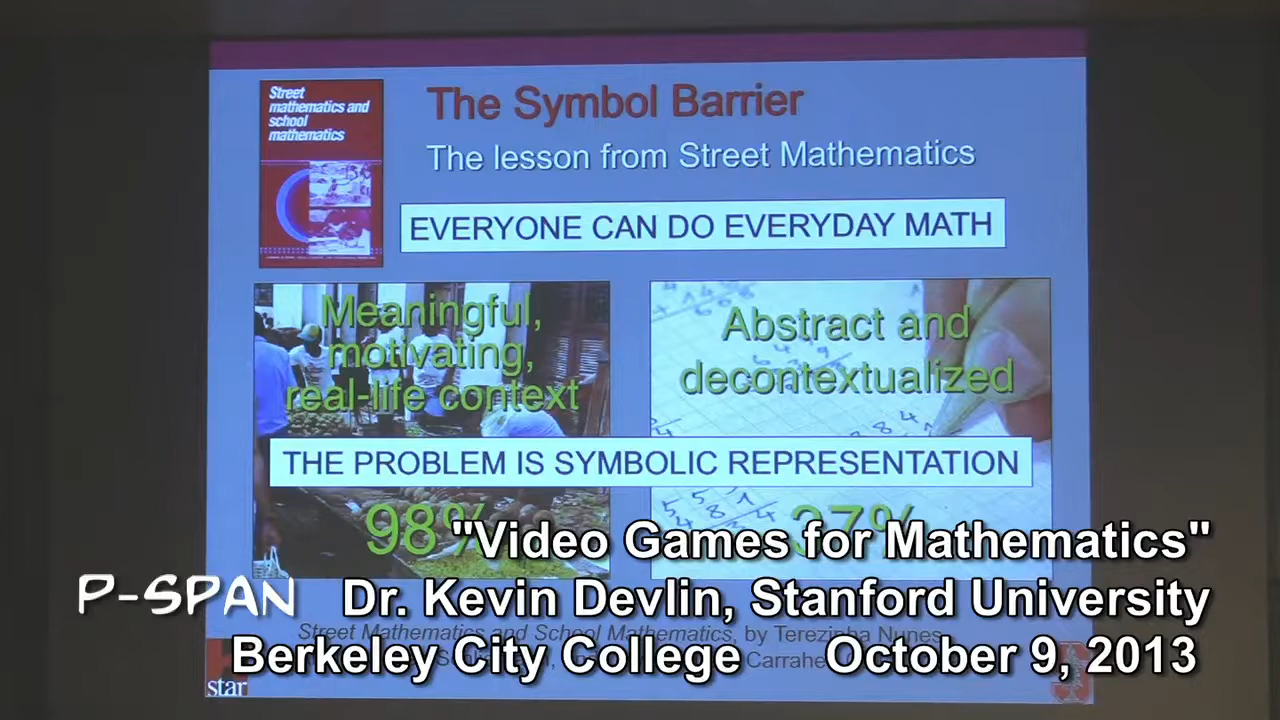 Street
mathematics and
school
mathematics
The Symbol Barrier
The lesson from Street Mathematics
EVERYONE CAN DO EVERYDAY MATH
Meaningful,
motivating,
real-life context
Abstract and
decontextualized
THE PROBLEM IS SYMBOLIC REPRESENTATION
98%
37%
"Video Games for Mathematics"
P-SPAN
Dr. Kevin Devlin, Stanford University
Street Mathematics and School Mathematics, by Terezinha Nunes,
Berkeley City College October 9, 2013
star